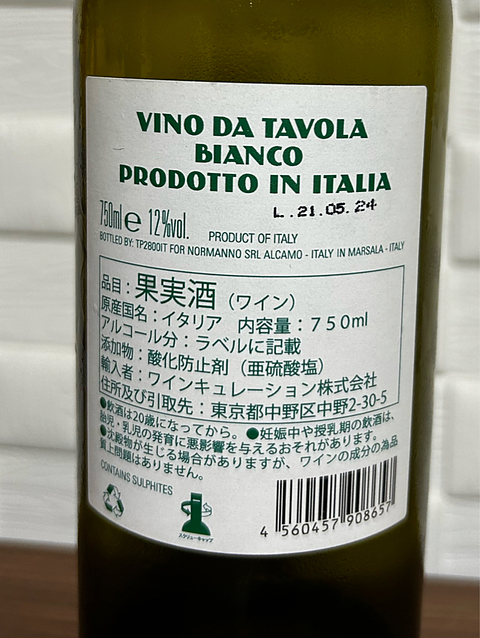 VINO DA TAVOLA
BIANCO
PRODOTTO IN ITALIA
L.21.05.24
750ml e 12%vol. PRODUCT OF ITALY
BOTTLED BY: TP2800IT FOR NORMANNO SRL ALCAMO - ITALY IN MARSALA - ITALY
品目：果実酒（ワイン）
原産国名：イタリア 内容量：７５０ml
アルコール分：ラベルに記載
添加物：酸化防止剤（亜硫酸塩）
輸入者：ワインキュレーション株式会社
住所及び引取先：東京都中野区中野2-30-5
●飲酒は20歳になってから。●妊娠中や授乳期の飲酒は、
胎児・乳児の発育に悪影響を与えるおそれがあります。
●沈殿物が生じる場合がありますが、ワインの成分の為品
質上問題はありません。
CONTAINS SULPHITES
スクリューキャップ
4 560457 908657